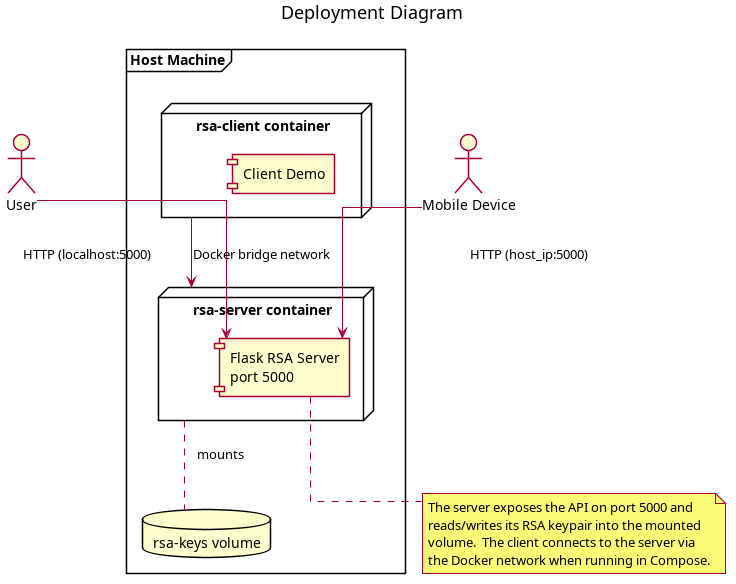 Deployment Diagram
Host Machine
rsa-client container
Client Demo
User
Mobile Device
HTTP (localhost:5000)
Docker bridge network
HTTP (host_ip:5000)
rsa-server container
Flask RSA Server
port 5000
mounts
rsa-keys volume
The server exposes the API on port 5000 and
reads/writes its RSA keypair into the mounted
volume.  The client connects to the server via
the Docker network when running in Compose.